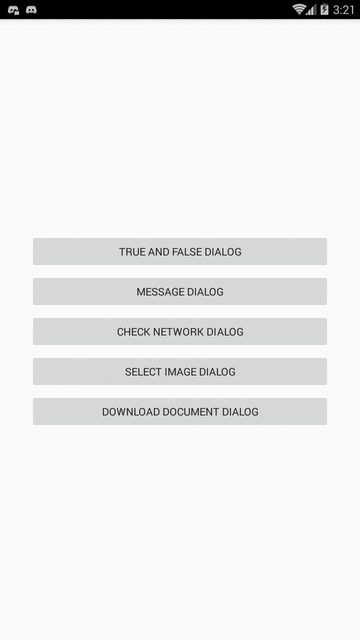 3:21
TRUE AND FALSE DIALOG
MESSAGE DIALOG
CHECK NETWORK DIALOG
SELECT IMAGE DIALOG
DOWNLOAD DOCUMENT DIALOG